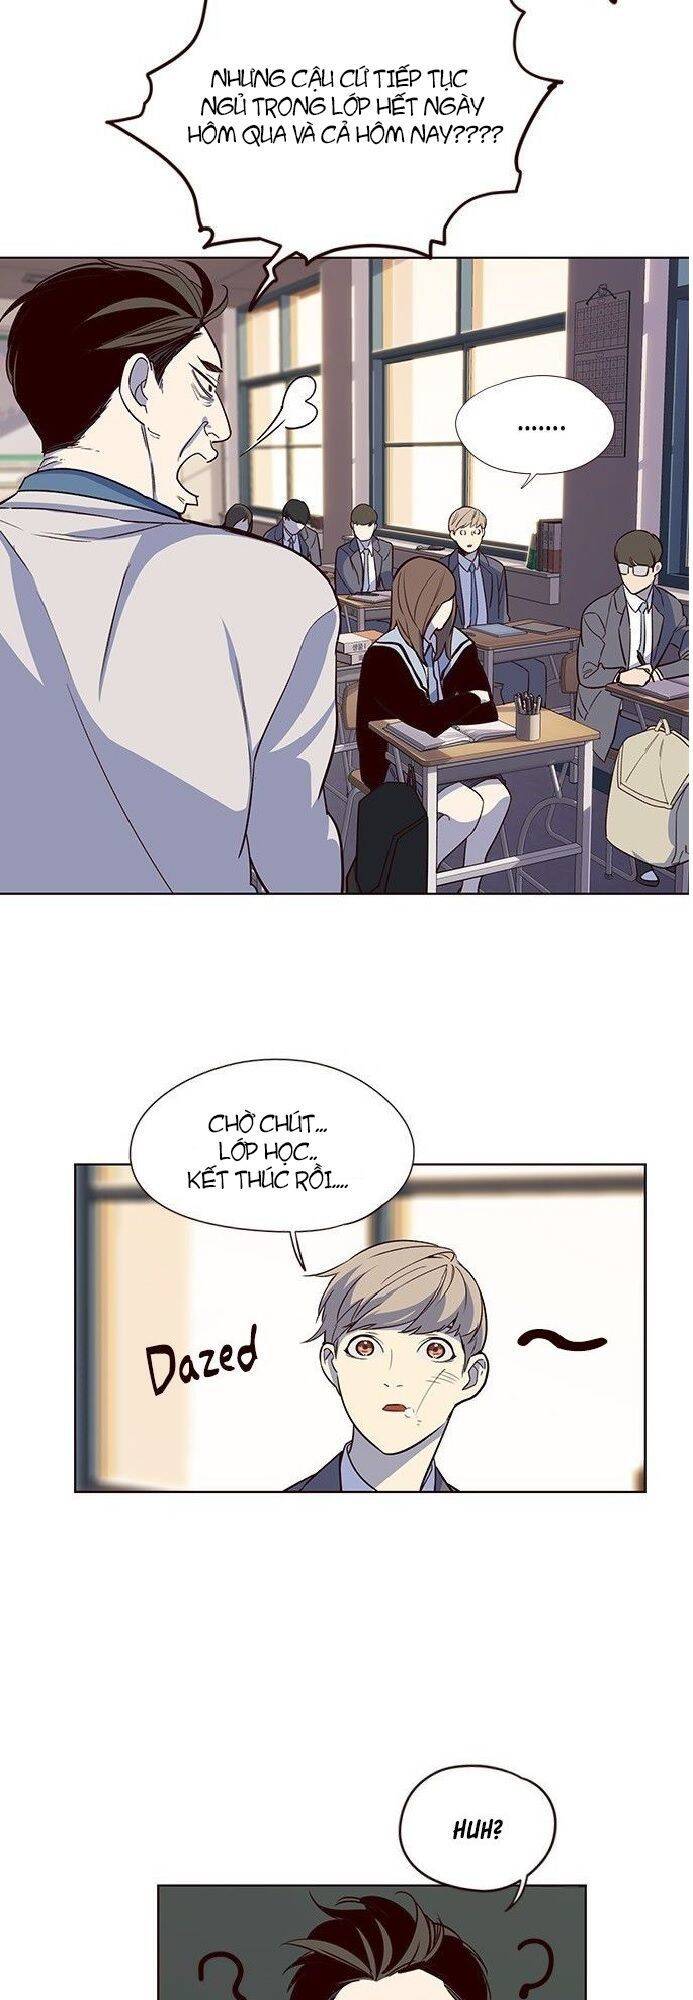 NHƯNG CẬU CỨ TIẾP TỤC
NGỦ TRONG LỚP HẾT NGÀY
HÔM QUA VÀ CẢ HÔM NAY????
.......
CHỜ CHÚT...
LỚP HỌC..
KẾT THÚC RỒI....
Dazed
~
HUH?
? ?